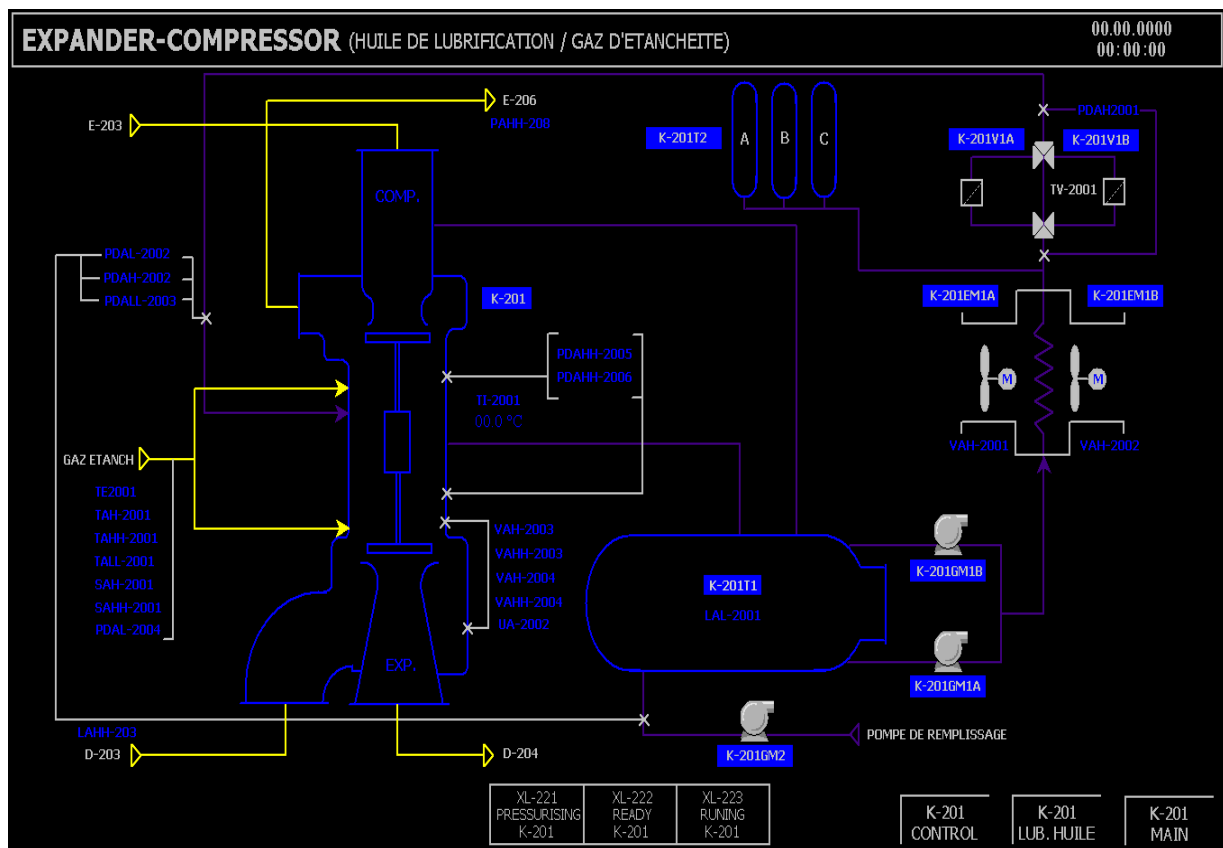 EXPANDER-COMPRESSOR (HUILE DE LUBRIFICATION / GAZ D'ETANCHEITE)
00.00.0000
00:00:00
E-203
E-206
PAHH-208
COMP.
K-201T2
A
B
C
PDAH2001
K-201V1A
K-201V1B
TV-2001
PDAL-2002
PDAH-2002
PDALL-2003
K-201
K-201EM1A
K-201EM1B
M
M
VAH-2001
VAH-2002
PDAHH-2005
PDAHH-2006
TI-2001
00.0 °C
GAZ ETANCH
TE2001
TAH-2001
TAHH-2001
TALL-2001
SAH-2001
SAHH-2001
PDAL-2004
VAH-2003
VAHH-2003
VAH-2004
VAHH-2004
UA-2002
EXP.
K-201T1
LAL-2001
K-201GM1B
K-201GM1A
K-201GM2
POMPE DE REMPLISSAGE
LAHH-203
D-203
D-204
XL-221
PRESSURISING
K-201
XL-222
READY
K-201
XL-223
RUNING
K-201
K-201
CONTROL
K-201
LUB. HUILE
K-201
MAIN